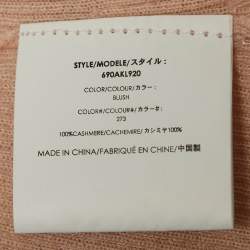 STYLE/MODELE/スタイル :
690AKL920
COLOR/COLOUR/カラー :
BLUSH
COLOR#/COLOUR#/カラー#:
273
100%CASHMERE/CACHEMIRE/カシミヤ100%
MADE IN CHINA/FABRIQUÉ EN CHINE/中国製